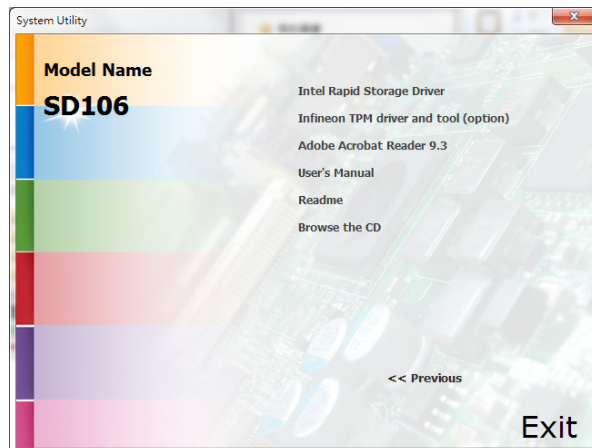 System Utility
Model Name
SD106
Intel Rapid Storage Driver
Infineon TPM driver and tool (option)
Adobe Acrobat Reader 9.3
User's Manual
Readme
Browse the CD
<< Previous
Exit